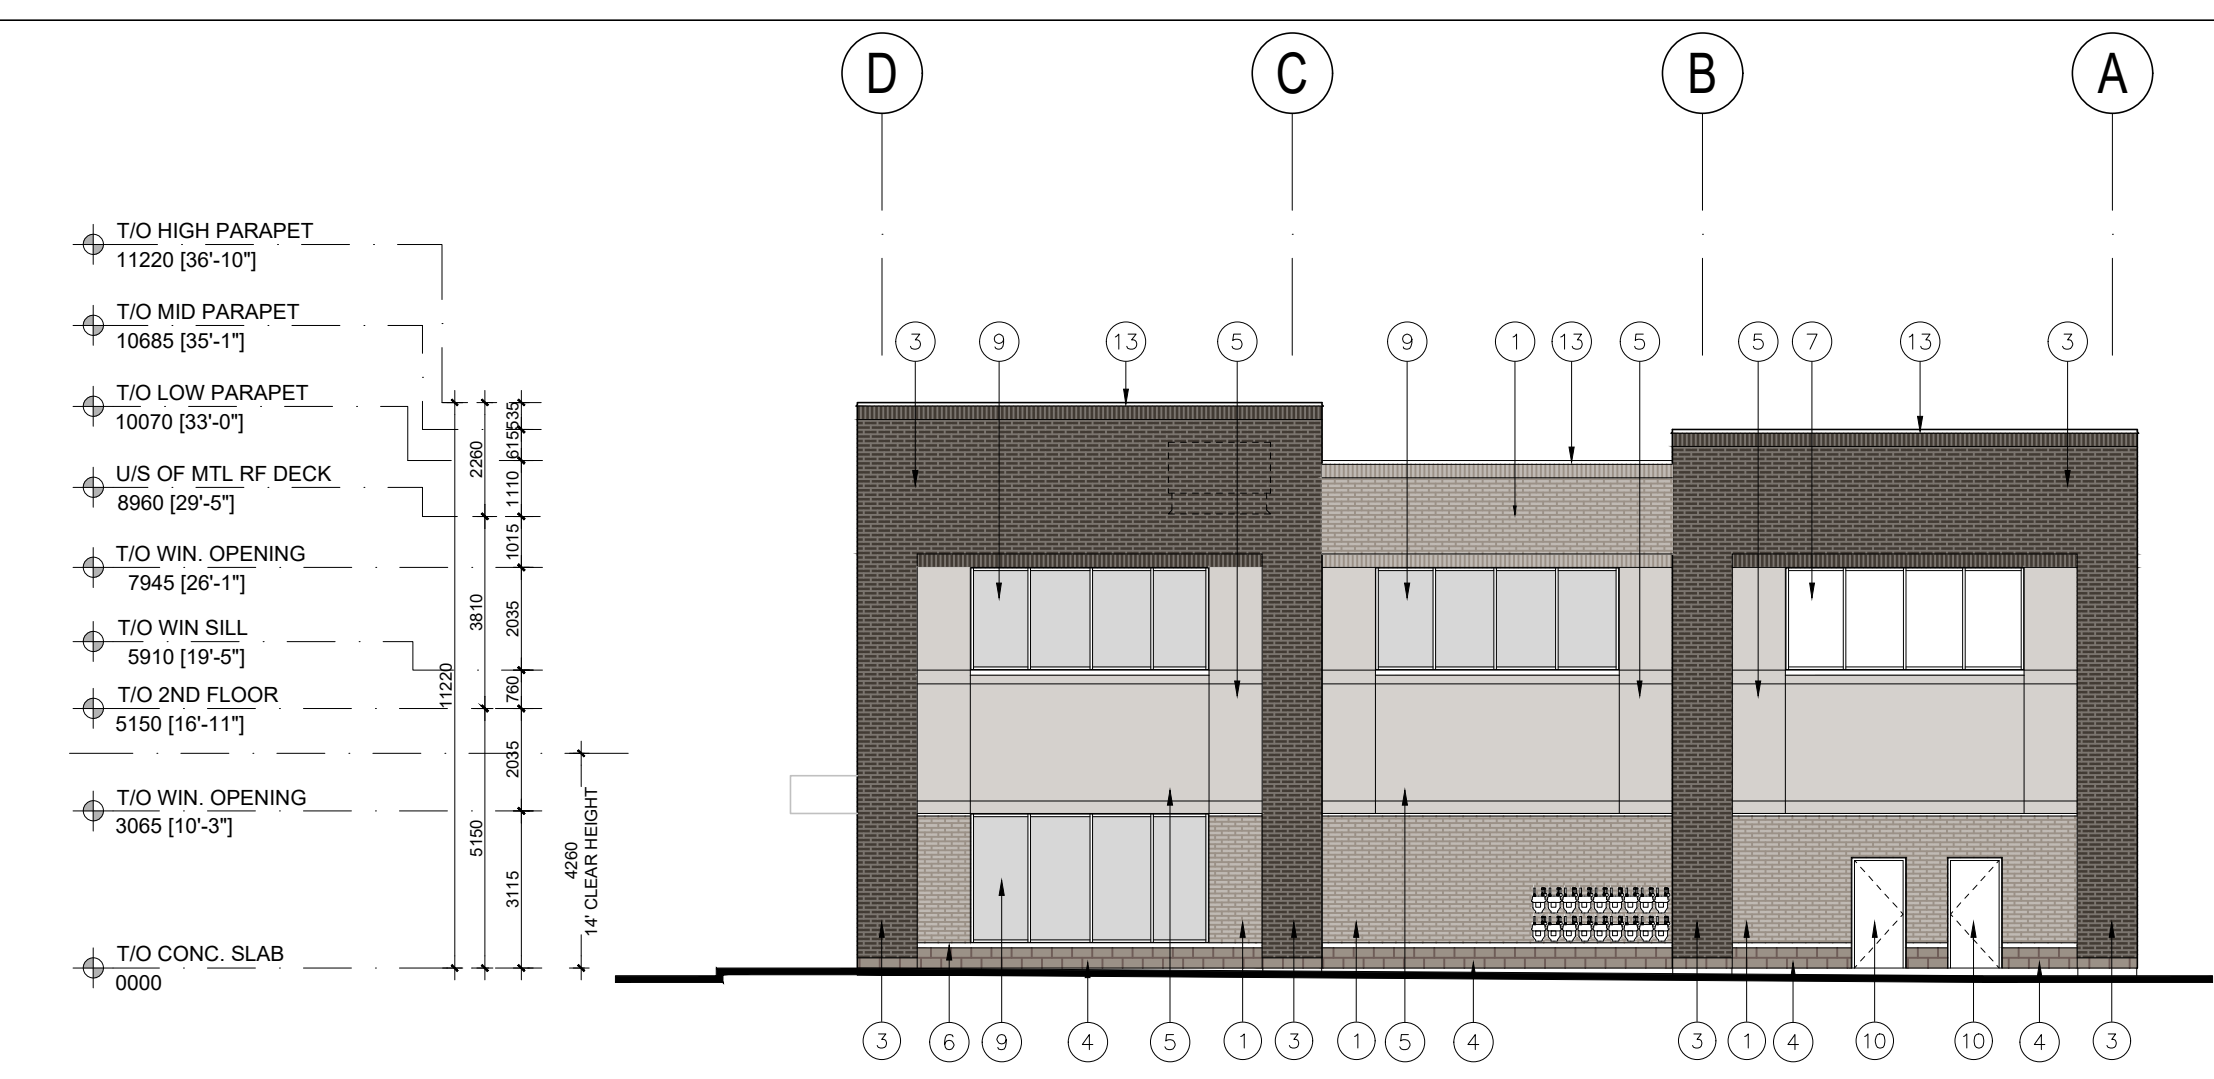 D C B A
T/O HIGH PARAPET
11220 [36'-10"]
T/O MID PARAPET
10685 [35'-1"]
T/O LOW PARAPET
10070 [33'-0"]
U/S OF MTL RF DECK
8960 [29'-5"]
T/O WIN. OPENING
7945 [26'-1"]
T/O WIN SILL
5910 [19'-5"]
T/O 2ND FLOOR
5150 [16'-11"]
T/O WIN. OPENING
3065 [10'-3"]
T/O CONC. SLAB
0000
11220
2260
3810
5150
535
615
1110
1015
2035
760
2035
3115
4260
14' CLEAR HEIGHT
3 9 13 5 9 1 13 5 5 7 13 3
3 6 9 4 5 1 3 1 5 4 3 1 4 10 10 4 3